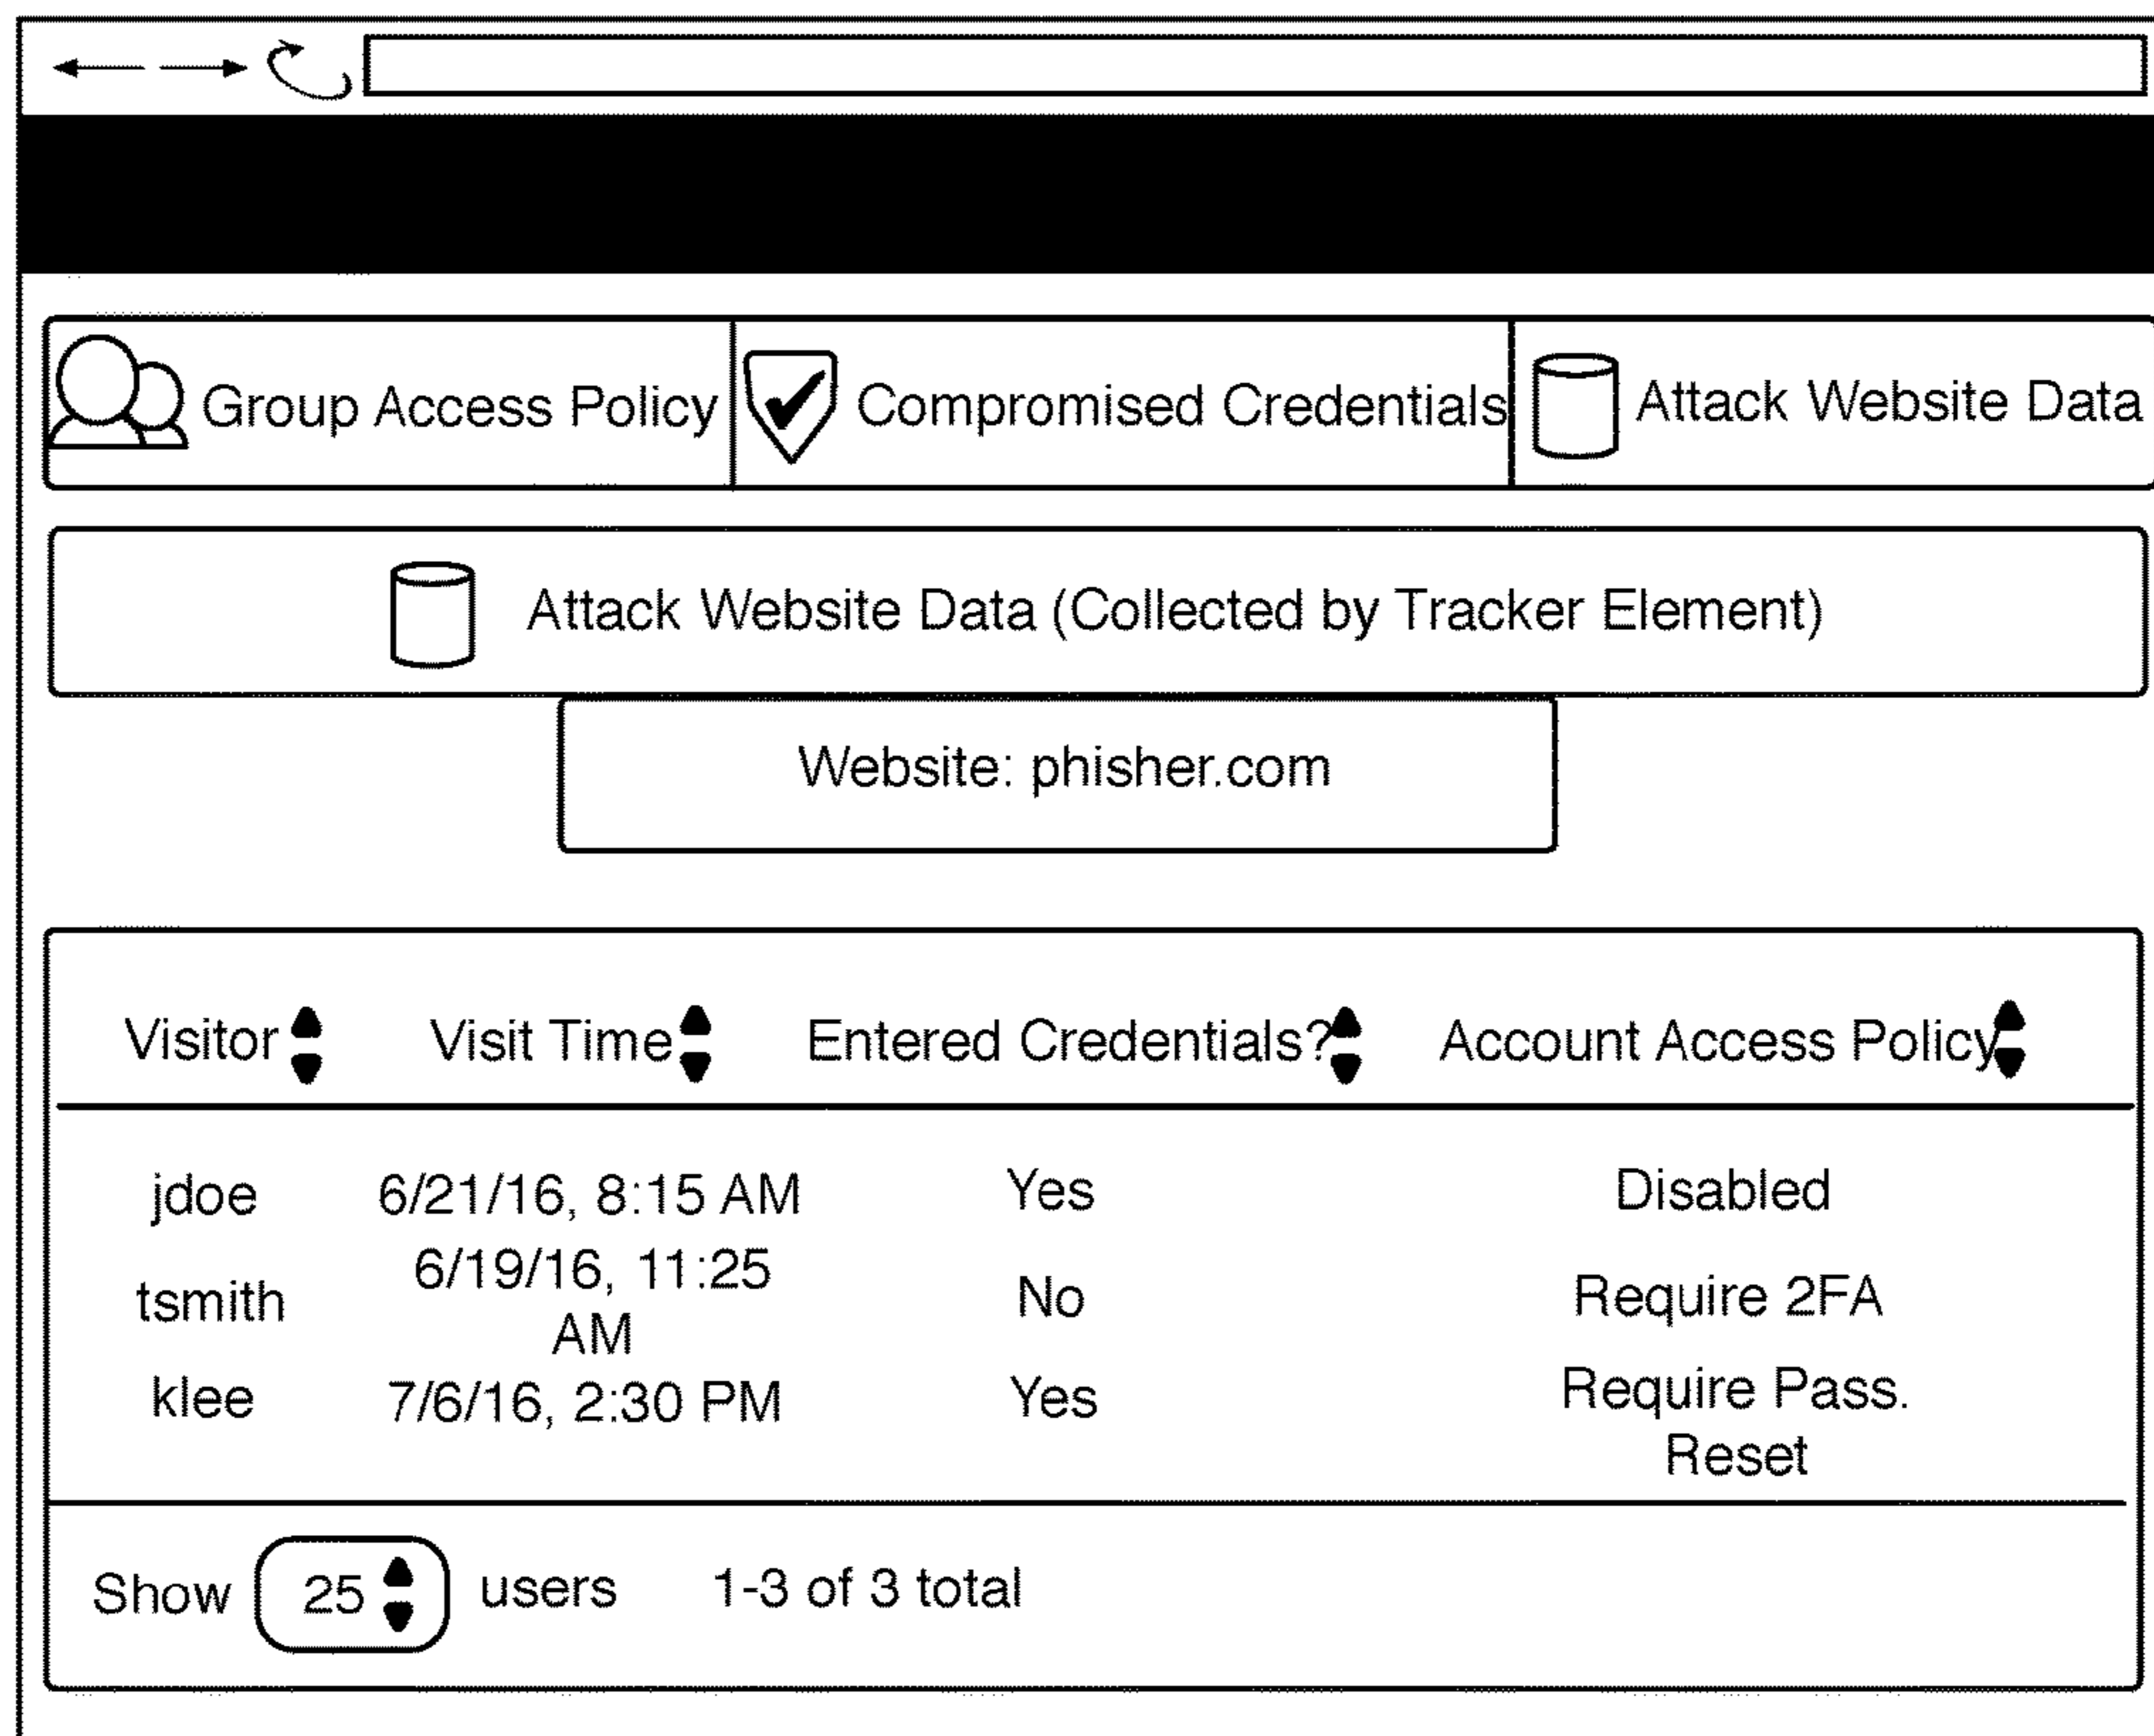 Group Access Policy Compromised Credentials Attack Website Data
Attack Website Data (Collected by Tracker Element)
Website: phisher.com
Visitor Visit Time Entered Credentials? Account Access Policy
jdoe 6/21/16, 8:15 AM Yes Disabled
tsmith 6/19/16, 11:25 AM No Require 2FA
klee 7/6/16, 2:30 PM Yes Require Pass. Reset
Show 25 users 1-3 of 3 total